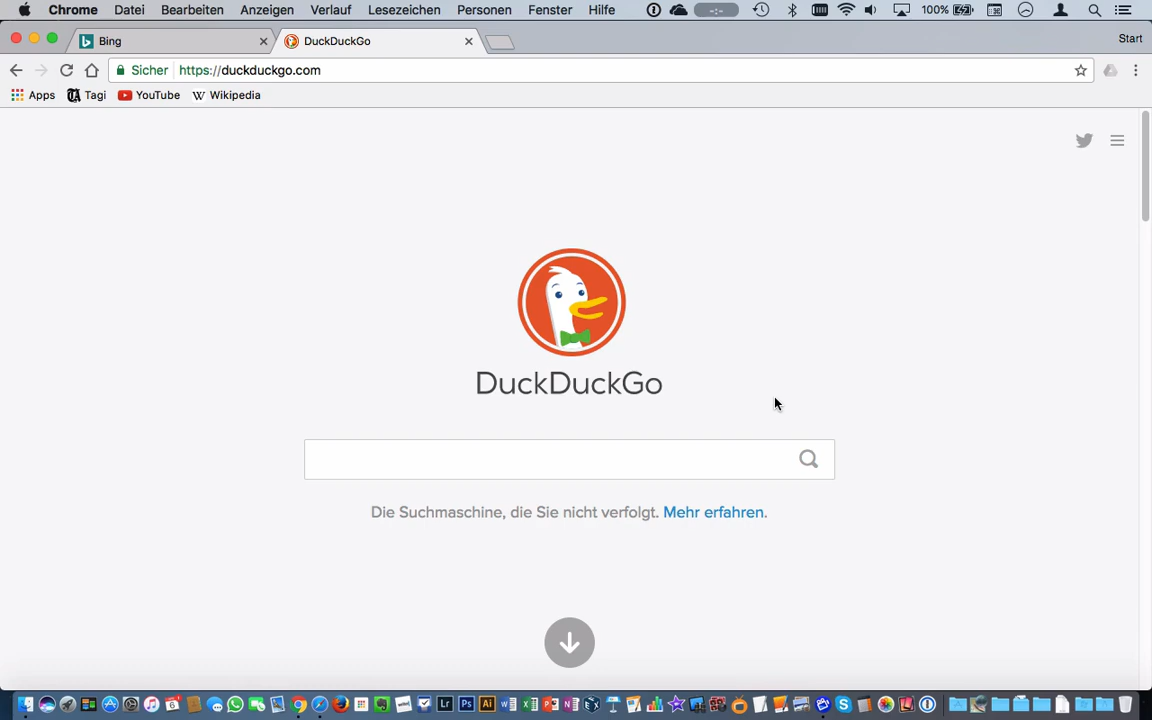 Chrome Datei Bearbeiten Anzeigen Verlauf Lesezeichen Personen Fenster Hilfe 100%
Bing DuckDuckGo Start
Sicher https://duckduckgo.com
Apps Tagi YouTube Wikipedia
DuckDuckGo
Die Suchmaschine, die Sie nicht verfolgt. Mehr erfahren.